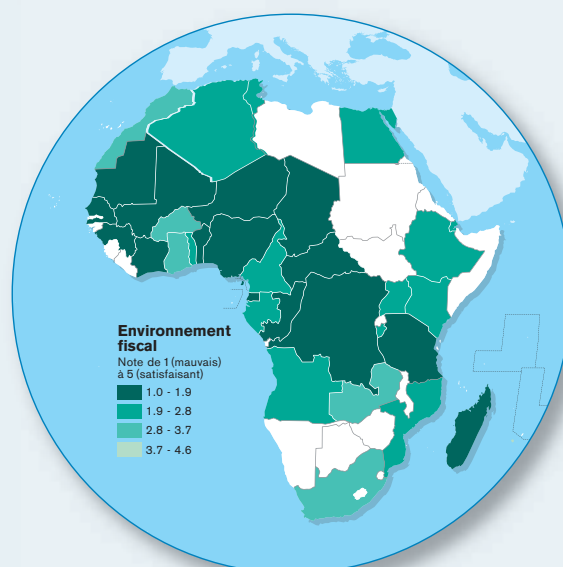 Environnement
fiscal
Note de 1 (mauvais)
à 5 (satisfaisant)
1.0 - 1.9
1.9 - 2.8
2.8 - 3.7
3.7 - 4.6